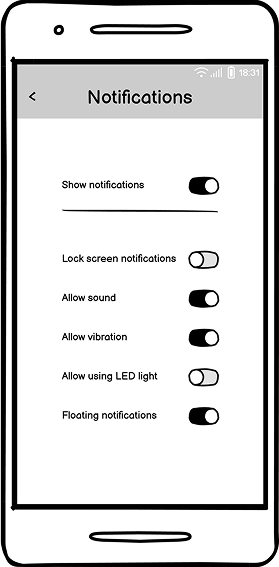 18:31
< Notifications
Show notifications
Lock screen notifications
Allow sound
Allow vibration
Allow using LED light
Floating notifications